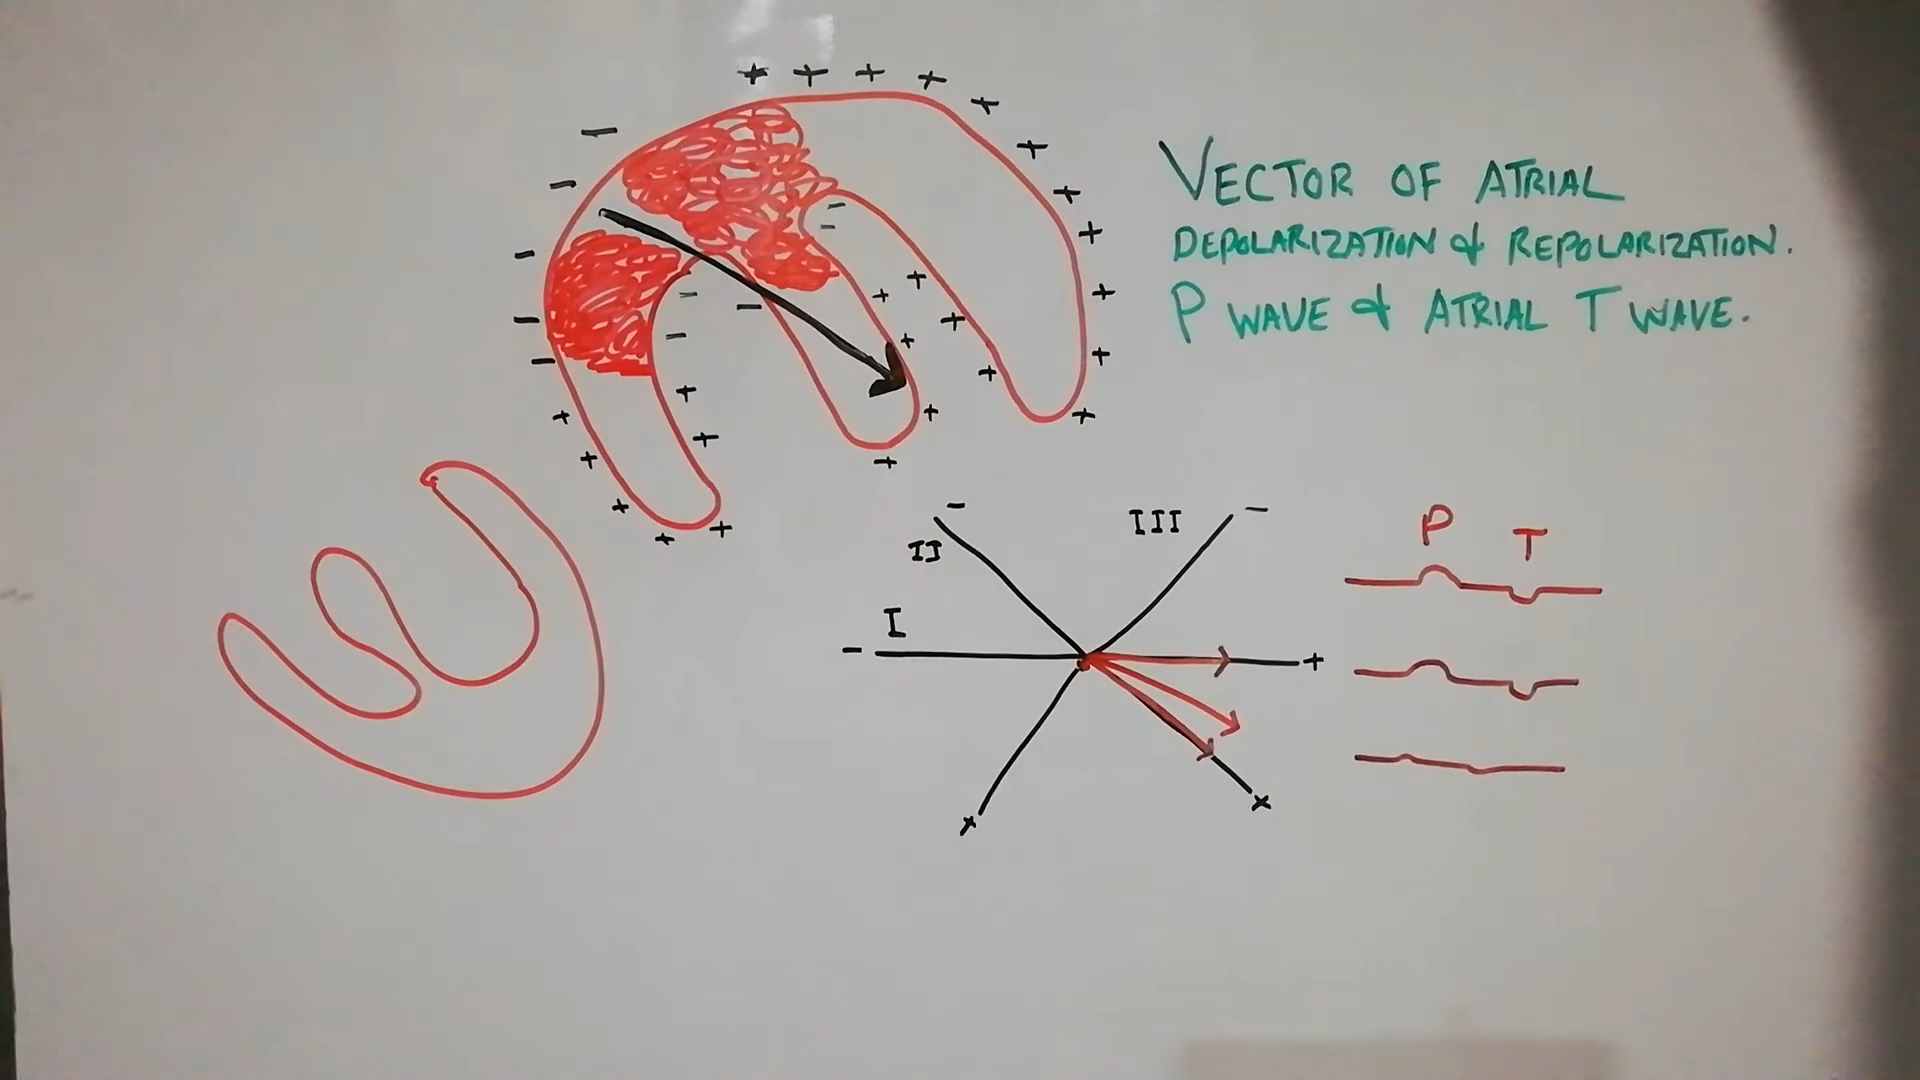 VECTOR OF ATRIAL
DEPOLARIZATION & REPOLARIZATION.
P WAVE & ATRIAL T WAVE.
II
III
I
P
T